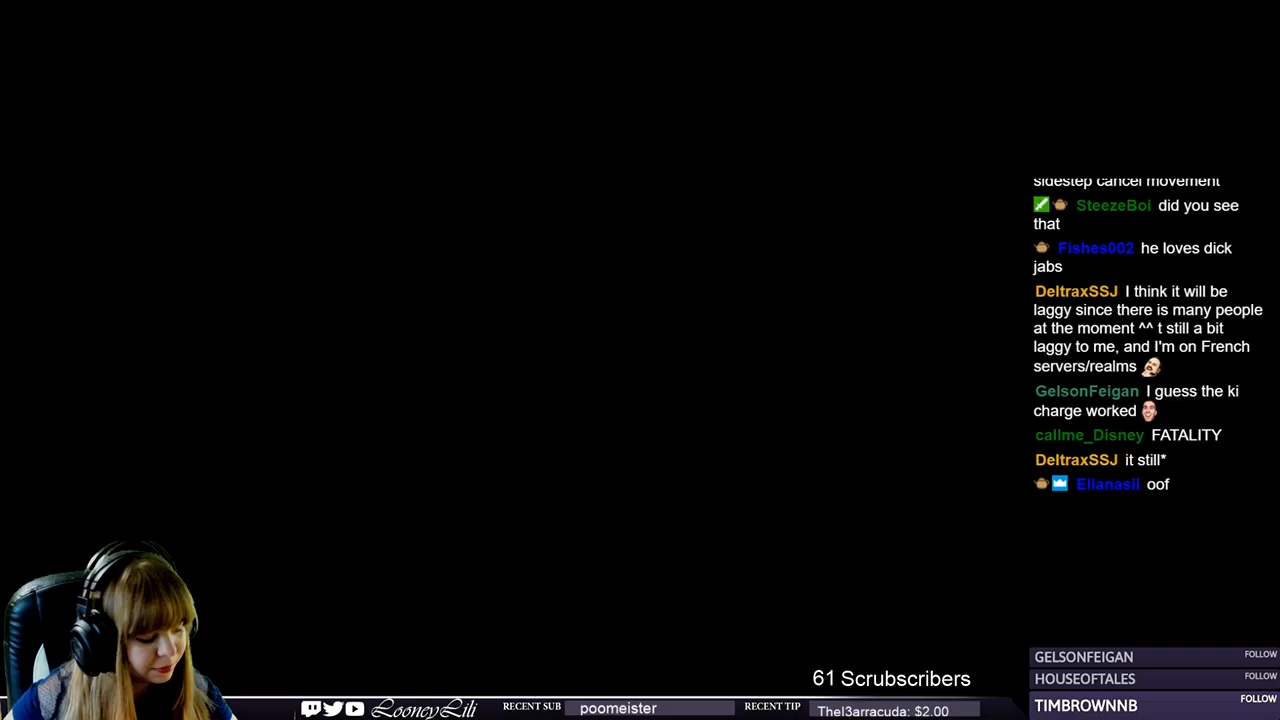 sidestep cancel movement
SteezeBoi did you see
that
Fishes002 he loves dick
jabs
DeltraxSSJ I think it will be
laggy since there is many people
at the moment ^^ t still a bit
laggy to me, and I'm on French
servers/realms
GelsonFeigan I guess the ki
charge worked
callme_Disney FATALITY
DeltraxSSJ it still*
Ellanasii oof
GELSONFEIGAN FOLLOW
HOUSEOFTALES FOLLOW
TIMBROWNNB FOLLOW
61 Scrubscribers
LooneyLili RECENT SUB poomeister RECENT TIP TheI3arracuda: $2.00